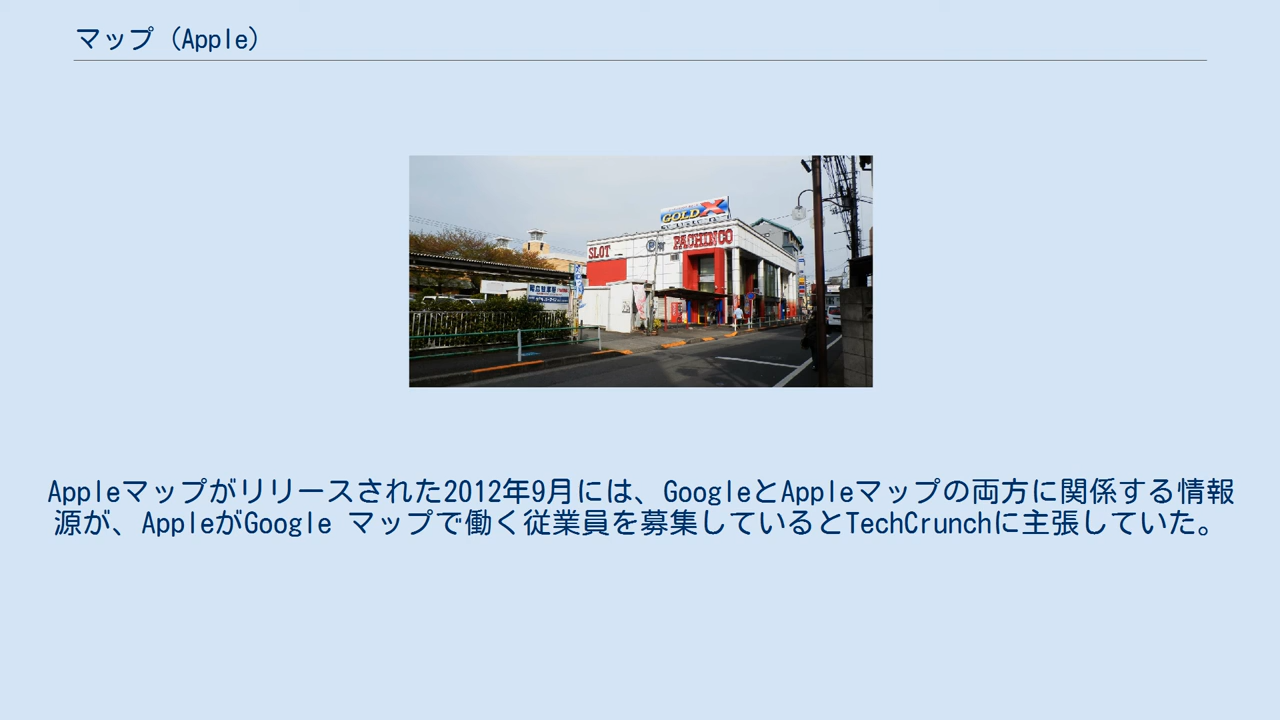 マップ（Apple）
GOLD X
SLOT
PACHINCO
Appleマップがリリースされた2012年9月には、GoogleとAppleマップの両方に関係する情報
源が、AppleがGoogle マップで働く従業員を募集しているとTechCrunchに主張していた。